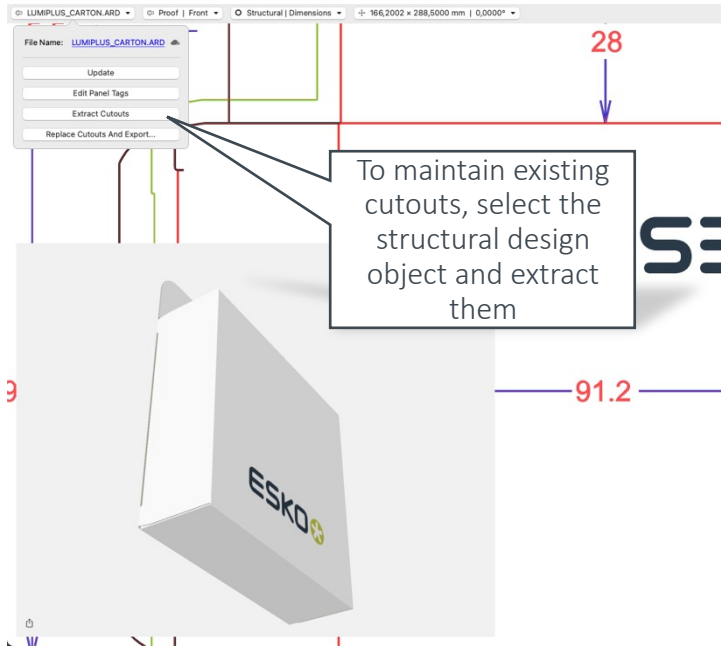 LUMIPLUS_CARTON.ARD
Proof | Front
Structural | Dimensions
166,2002 × 288,5000 mm | 0,0000°
File Name: LUMIPLUS_CARTON.ARD
Update
Edit Panel Tags
Extract Cutouts
Replace Cutouts And Export...
28
To maintain existing
cutouts, select the
structural design
object and extract
them
91.2
ESKO